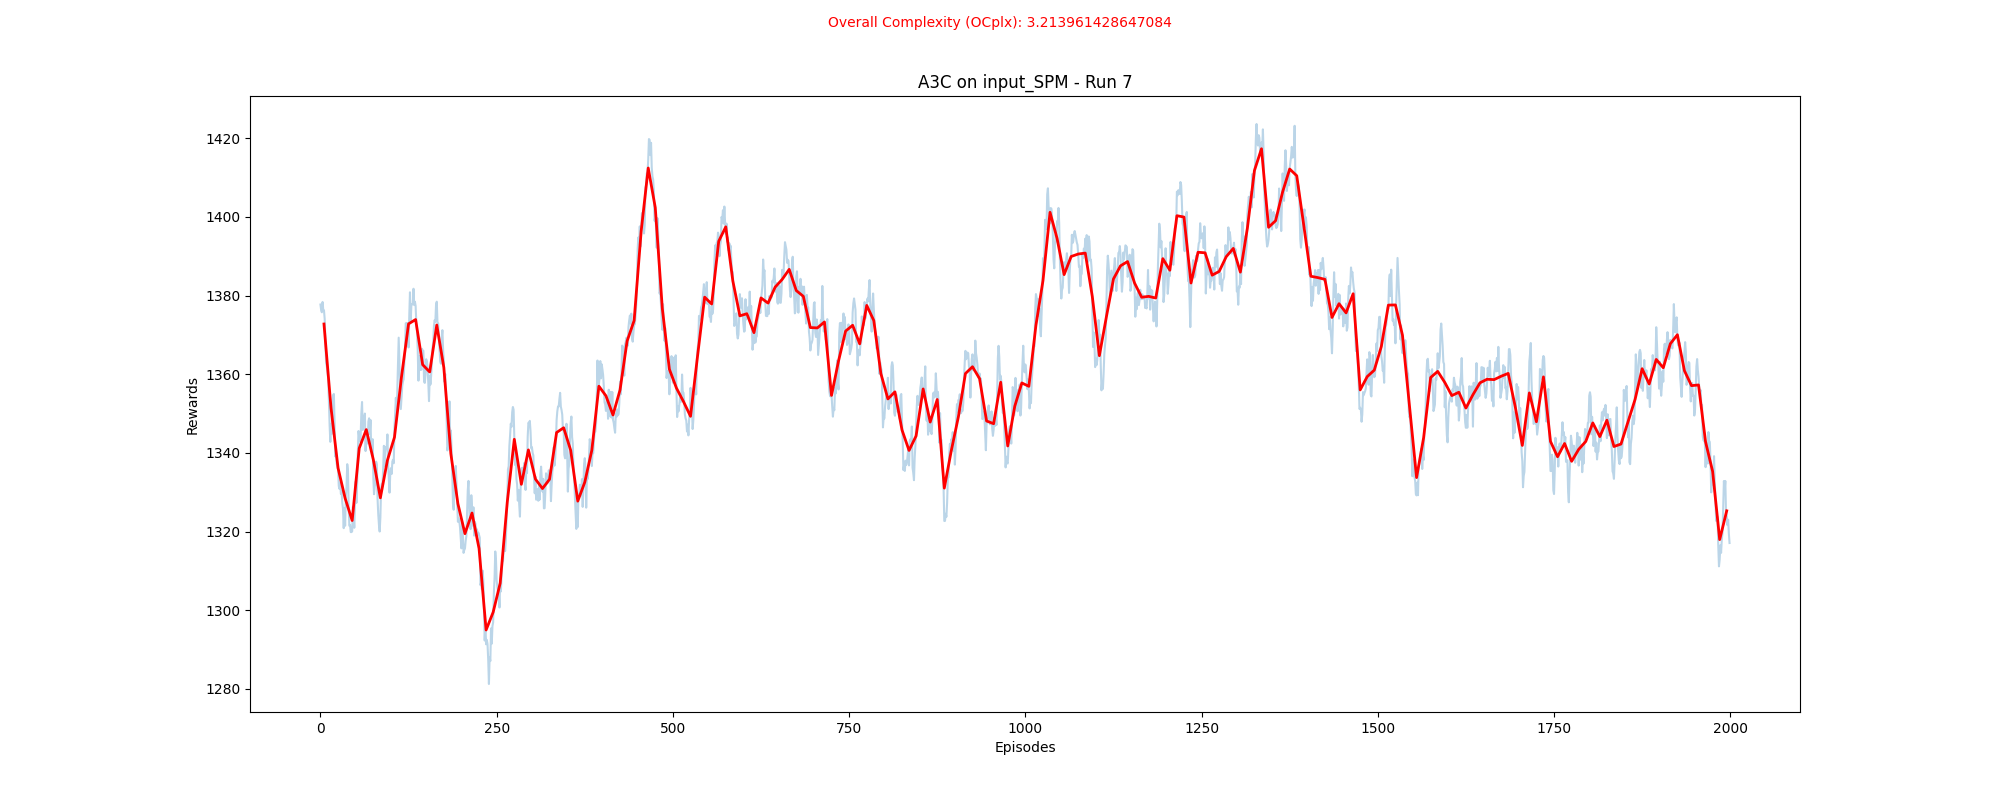 Overall Complexity (OCplx): 3.213961428647084
A3C on input_SPM - Run 7
1420
1400
1380
1360
1340
1320
1300
1280
Rewards
0 250 500 750 1000 1250 1500 1750 2000
Episodes